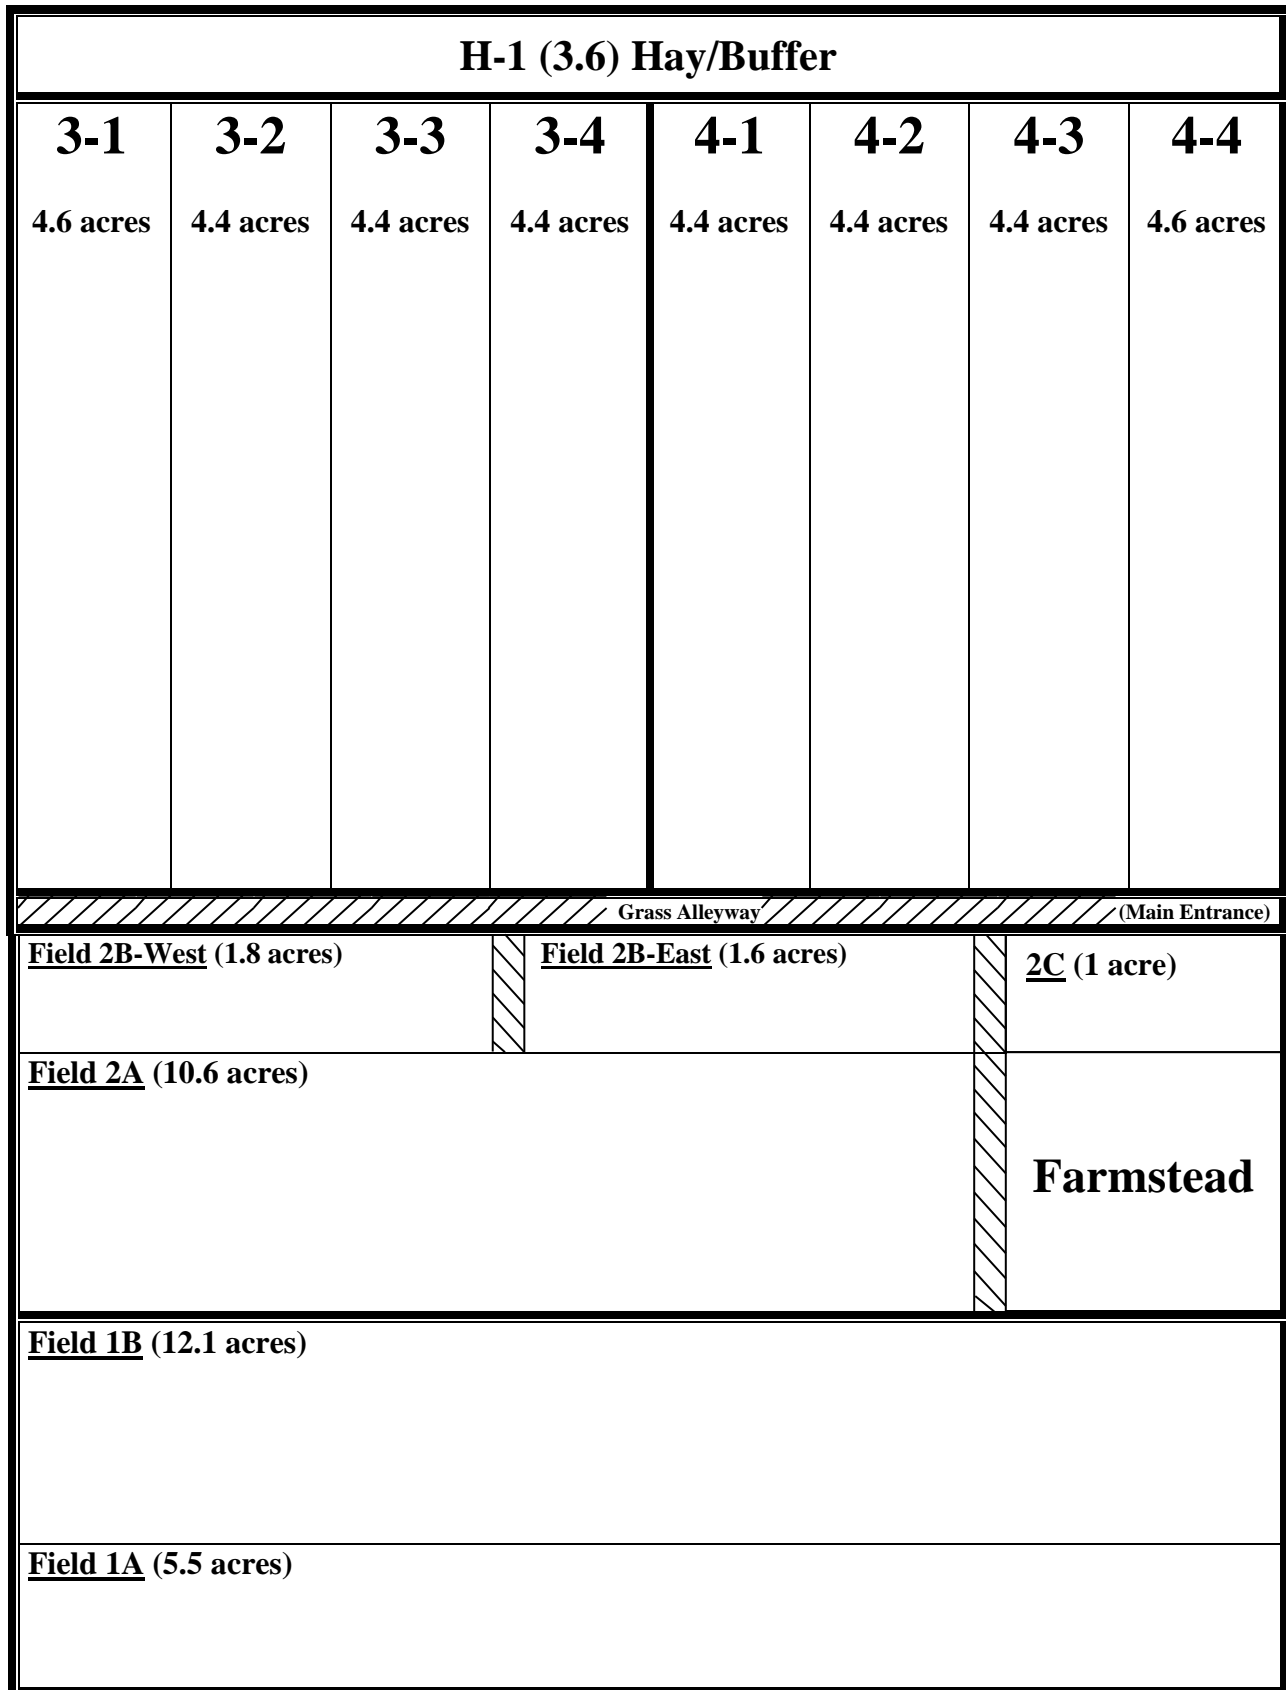 H-1 (3.6) Hay/Buffer
3-1 3-2 3-3 3-4 4-1 4-2 4-3 4-4
4.6 acres 4.4 acres 4.4 acres 4.4 acres 4.4 acres 4.4 acres 4.4 acres 4.6 acres
Grass Alleyway (Main Entrance)
Field 2B-West (1.8 acres) Field 2B-East (1.6 acres) 2C (1 acre)
Field 2A (10.6 acres)
Farmstead
Field 1B (12.1 acres)
Field 1A (5.5 acres)